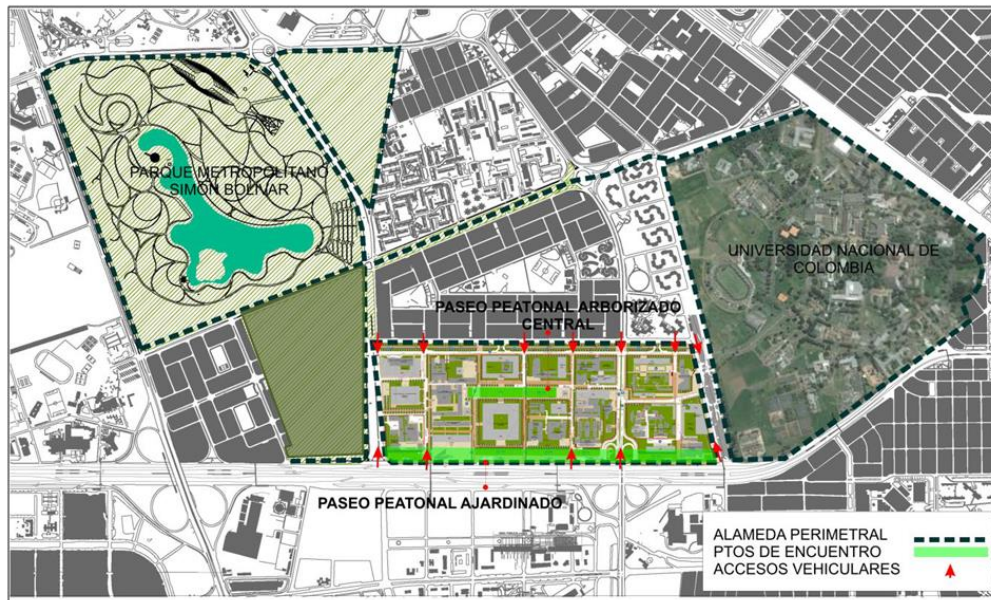 PARQUE METROPOLITANO
SIMÓN BOLÍVAR
UNIVERSIDAD NACIONAL DE
COLOMBIA
PASEO PEATONAL ARBORIZADO
CENTRAL
PASEO PEATONAL AJARDINADO
ALAMEDA PERIMETRAL
PTOS DE ENCUENTRO
ACCESOS VEHICULARES